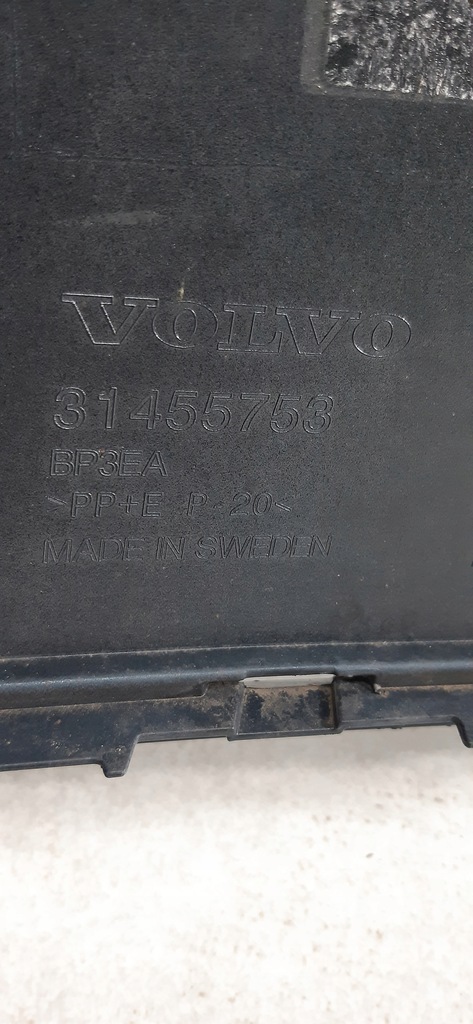 VOLVO
31455753
BP3EA
>PP+E P 20<
MADE IN SWEDEN